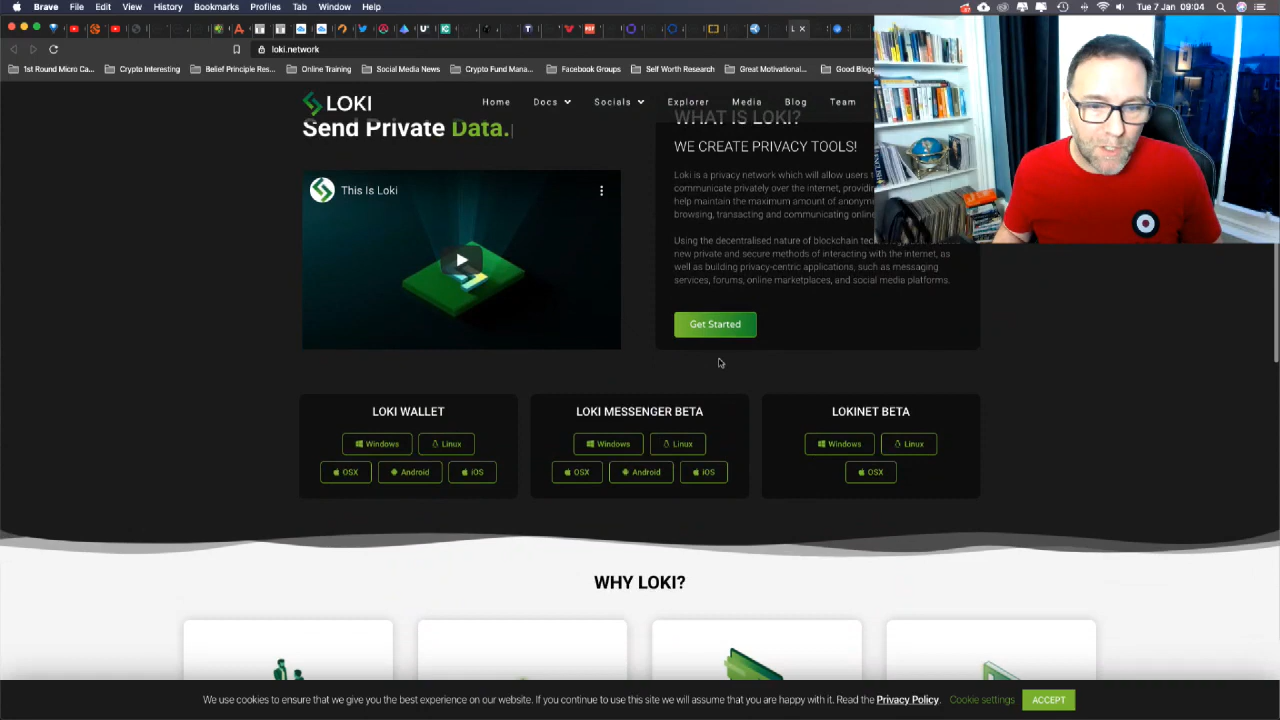 Brave File Edit View History Bookmarks Profiles Tab Window Help
Tue 7 Jan 09:04
loki.network
1st Round Micro Ca... Crypto Interesting Belief Principle Res... Online Training Social Media News Crypto Fund Mana... Facebook Groups Self Worth Research Great Motivational... Good Blog
LOKI
Home Docs Socials Explorer Media Blog Team
Send Private Data.
WHAT IS LOKI?
WE CREATE PRIVACY TOOLS!
Loki is a privacy network which will allow users t
communicate privately over the internet, providin
help maintain the maximum amount of anonym
browsing, transacting and communicating onlin
Using the decentralised nature of blockchain tec
new private and secure methods of interacting with the internet, as
well as building privacy-centric applications, such as messaging
services, forums, online marketplaces, and social media platforms.
This Is Loki
Get Started
LOKI WALLET
Windows Linux
OSX Android iOS
LOKI MESSENGER BETA
Windows Linux
OSX Android iOS
LOKINET BETA
Windows Linux
OSX
WHY LOKI?
We use cookies to ensure that we give you the best experience on our website. If you continue to use this site we will assume that you are happy with it. Read the Privacy Policy. Cookie settings ACCEPT